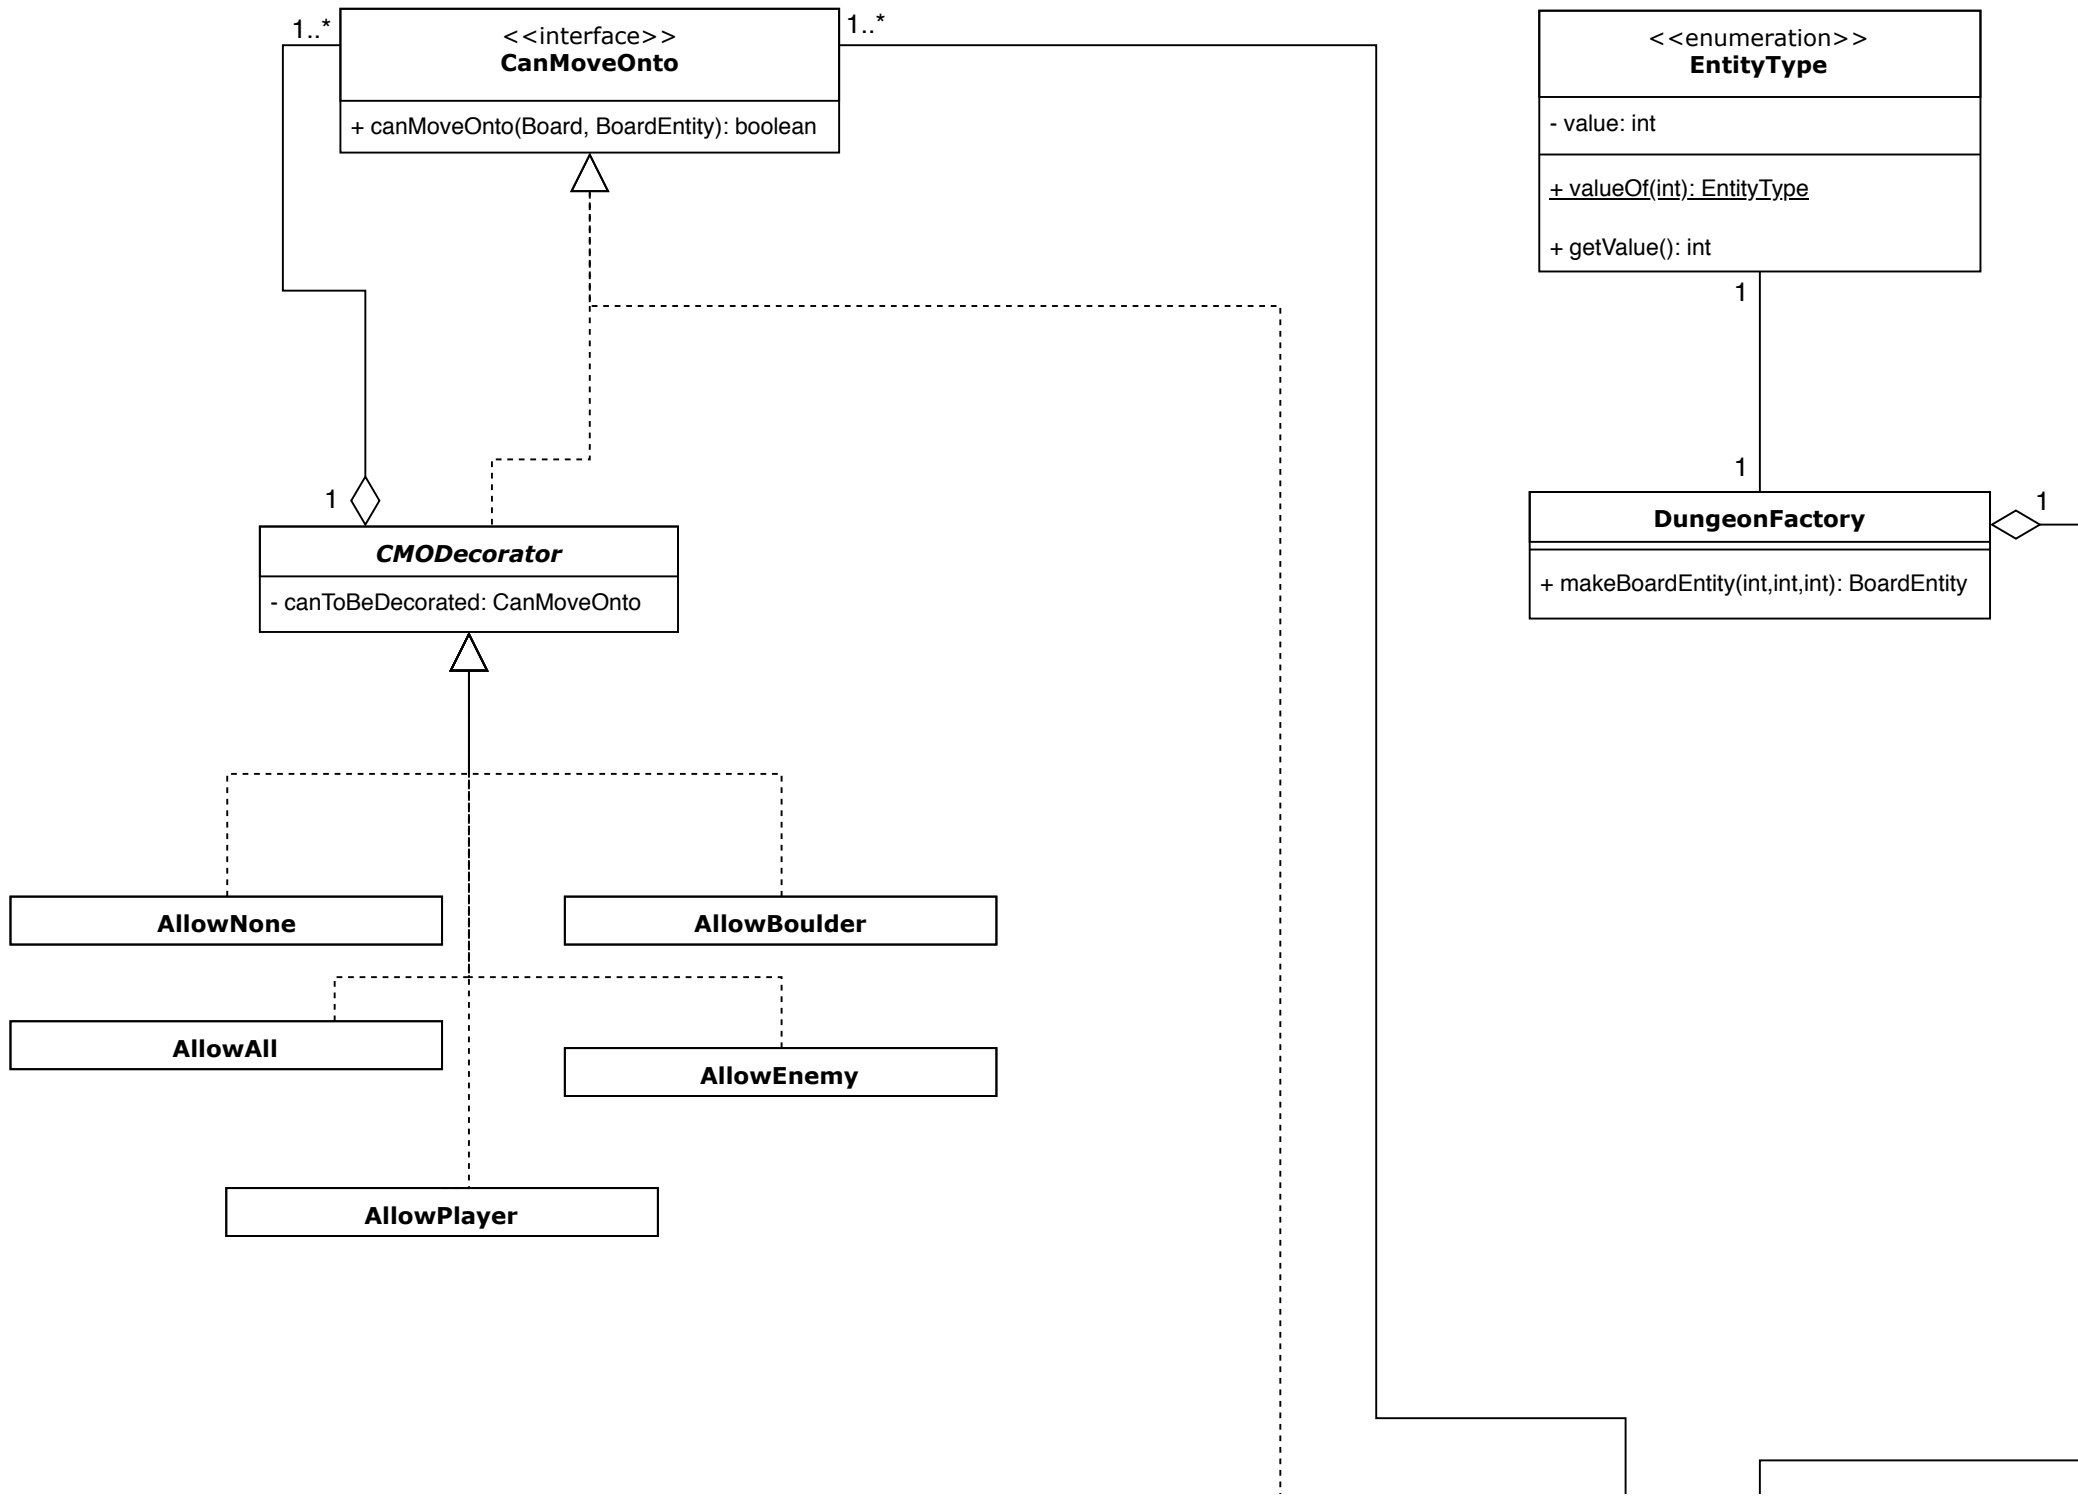 1..*
<<interface>>
CanMoveOnto
1..*
+ canMoveOnto(Board, BoardEntity): boolean
<<enumeration>>
EntityType
- value: int
+ valueOf(int): EntityType
+ getValue(): int
1
1
1
CMODecorator
- canToBeDecorated: CanMoveOnto
DungeonFactory
1
+ makeBoardEntity(int,int,int): BoardEntity
AllowNone
AllowBoulder
AllowAll
AllowEnemy
AllowPlayer